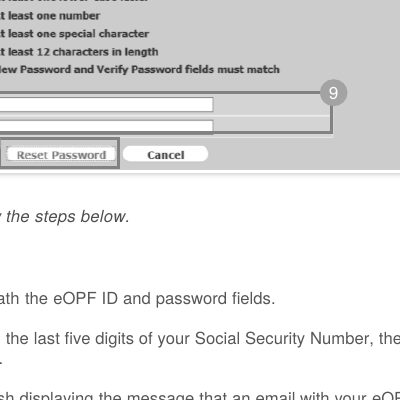 t least one number
t least one special character
t least 12 characters in length
New Password and Verify Password fields must match
9
Reset Password
Cancel
the steps below.
ath the eOPF ID and password fields.
the last five digits of your Social Security Number, the
.
sh displaying the message that an email with your eOP